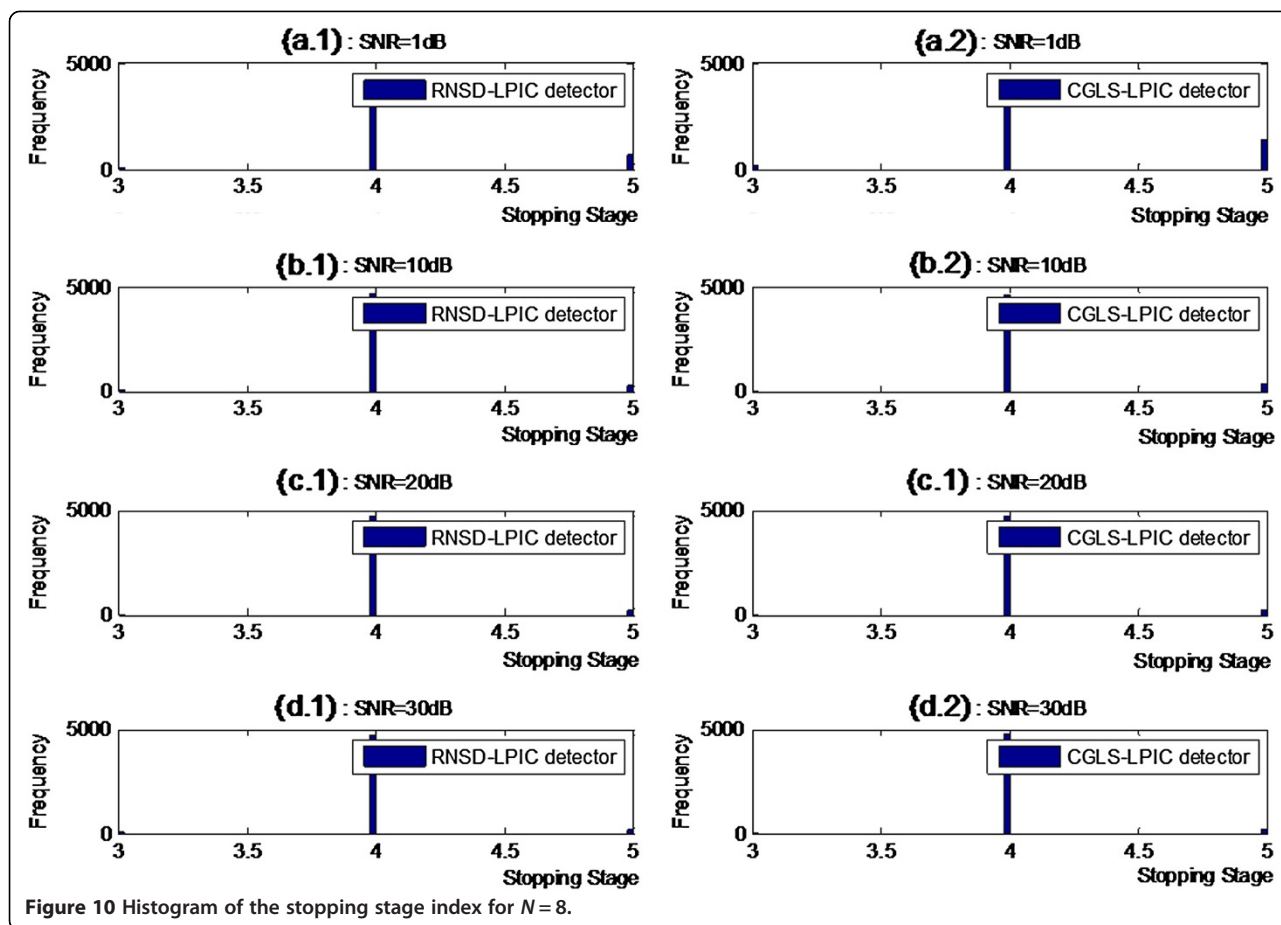 (a.1) : SNR=1dB
5000
Frequency
RNSD-LPIC detector
0
3 3.5 4 4.5 5
Stopping Stage
(a.2) : SNR=1dB
5000
Frequency
CGLS-LPIC detector
0
3 3.5 4 4.5 5
Stopping Stage
(b.1) : SNR=10dB
5000
Frequency
RNSD-LPIC detector
0
3 3.5 4 4.5 5
Stopping Stage
(b.2) : SNR=10dB
5000
Frequency
CGLS-LPIC detector
0
3 3.5 4 4.5 5
Stopping Stage
(c.1) : SNR=20dB
5000
Frequency
RNSD-LPIC detector
0
3 3.5 4 4.5 5
Stopping Stage
(c.1) : SNR=20dB
5000
Frequency
CGLS-LPIC detector
0
3 3.5 4 4.5 5
Stopping Stage
(d.1) : SNR=30dB
5000
Frequency
RNSD-LPIC detector
0
3 3.5 4 4.5 5
Stopping Stage
(d.2) : SNR=30dB
5000
Frequency
CGLS-LPIC detector
0
3 3.5 4 4.5 5
Stopping Stage
Figure 10 Histogram of the stopping stage index for N = 8.